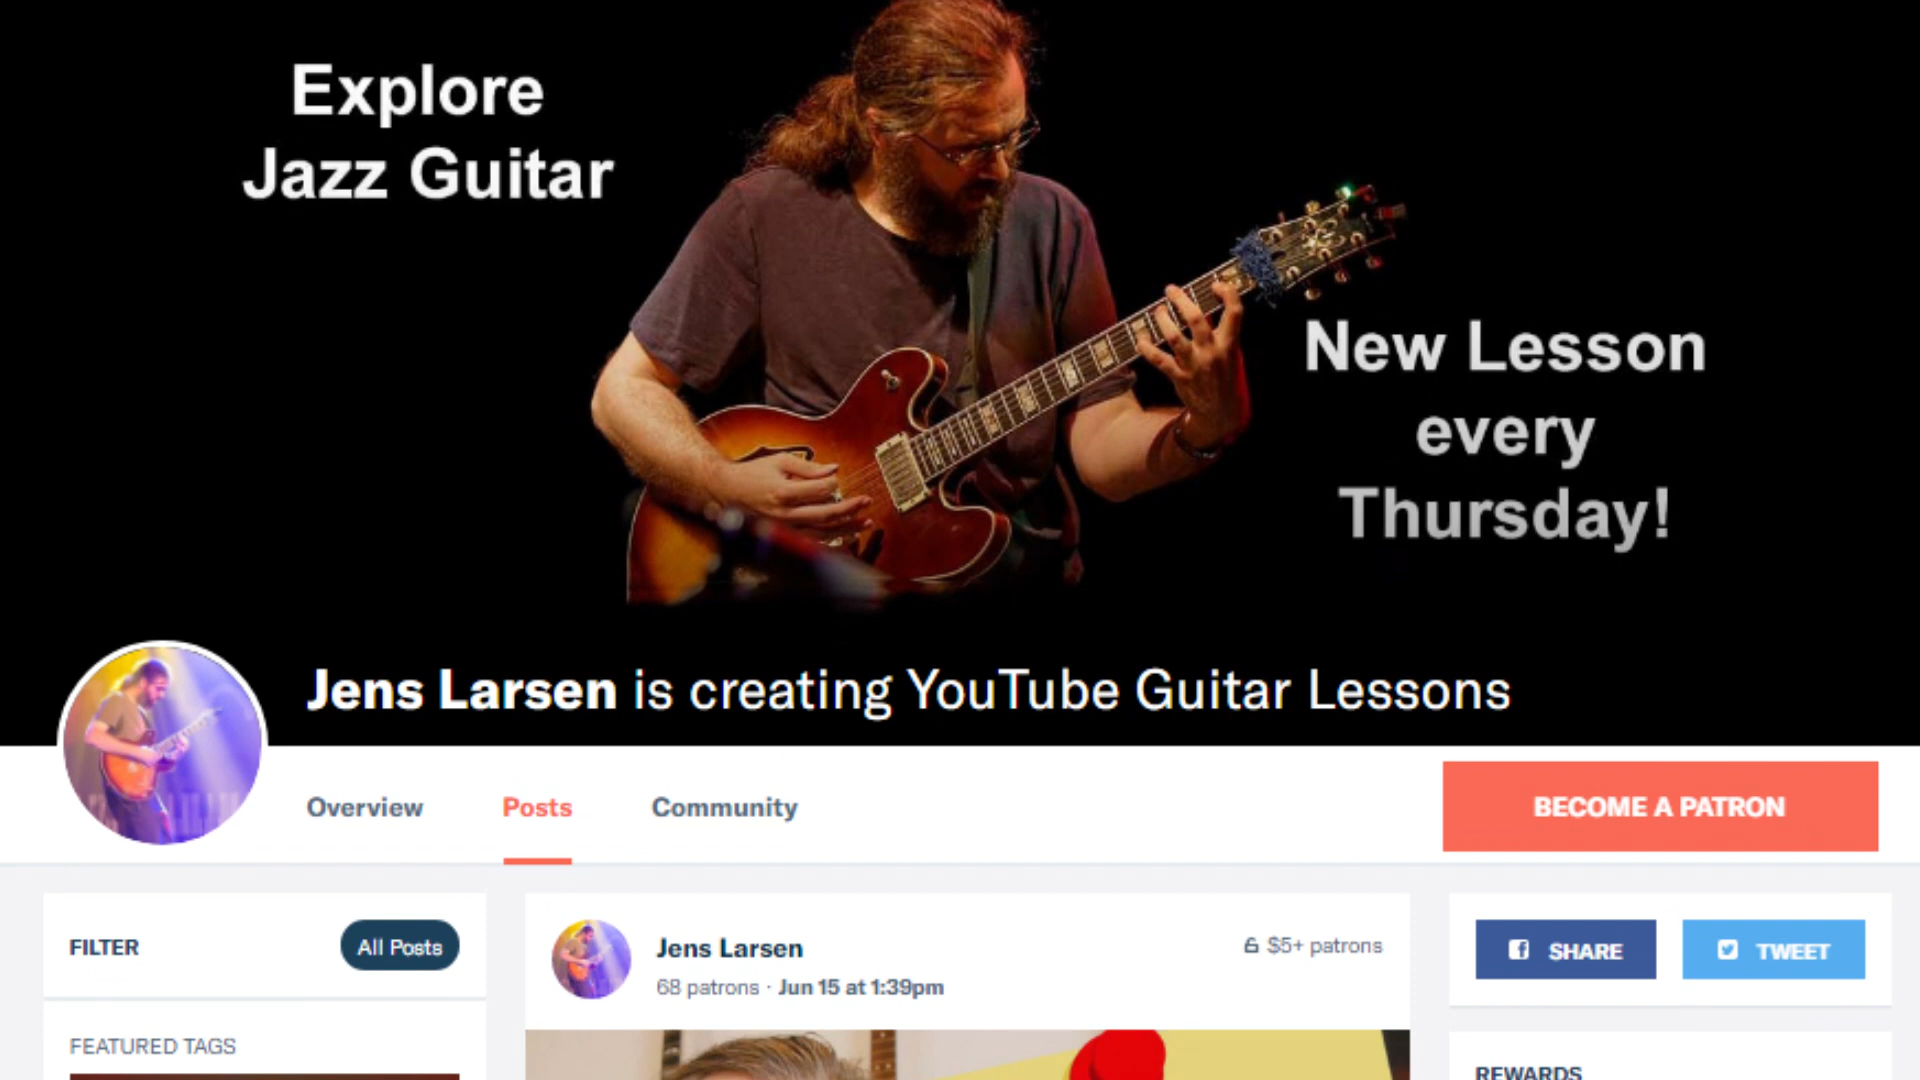 Explore
Jazz Guitar
New Lesson
every
Thursday!
Jens Larsen is creating YouTube Guitar Lessons
Overview
Posts
Community
BECOME A PATRON
FILTER
All Posts
FEATURED TAGS
Jens Larsen
68 patrons · Jun 15 at 1:39pm
$5+ patrons
SHARE
TWEET
REWARDS